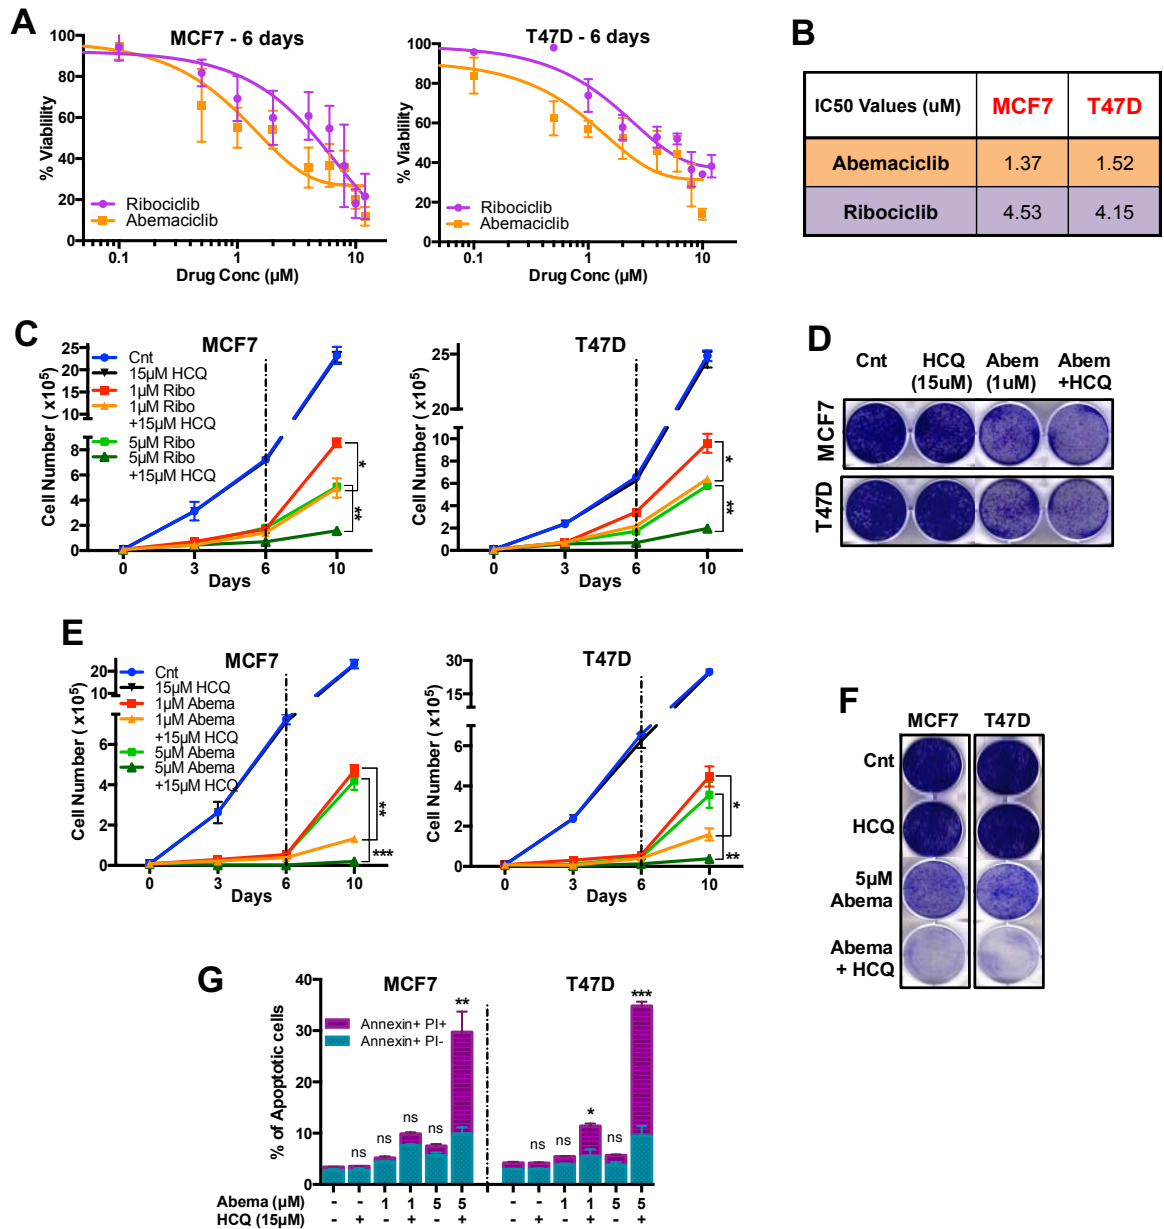 A
MCF7 - 6 days
100
80
60
40
20
0
% Viablility
Ribociclib
Abemaciclib
0.1
1
10
Drug Conc (µM)
T47D - 6 days
100
80
60
40
20
0
% Viablility
Ribociclib
Abemaciclib
0.1
1
10
Drug Conc (µM)
B
IC50 Values (uM) MCF7 T47D
Abemaciclib 1.37 1.52
Ribociclib 4.53 4.15
C
MCF7
25
20
15
10
8
6
4
2
0
Cell Number ( x10⁵)
Cnt
15µM HCQ
1µM Ribo
1µM Ribo
+15µM HCQ
5µM Ribo
5µM Ribo
+15µM HCQ
*
**
0 3 6 10
Days
T47D
25
20
15
10
8
6
4
2
0
Cell Number ( x10⁵)
*
**
0 3 6 10
Days
D
Cnt HCQ Abem Abem
(15uM) (1uM) +HCQ
MCF7
T47D
E
MCF7
20
10
6
4
2
0
Cell Number ( x10⁵)
Cnt
15µM HCQ
1µM Abema
1µM Abema
+15µM HCQ
5µM Abema
5µM Abema
+15µM HCQ
**
***
0 3 6 10
Days
T47D
30
15
6
4
2
0
Cell Number ( x10⁵)
*
**
0 3 6 10
Days
F
MCF7 T47D
Cnt
HCQ
5µM
Abema
Abema
+ HCQ
G
MCF7 T47D
40
30
20
10
0
% of Apoptotic cells
Annexin+ PI+
Annexin+ PI-
ns ns ns ns **
ns ns * ns ***
Abema (µM) - - 1 1 5 5 - - 1 1 5 5
HCQ (15µM) - + - + - + - + - + - +